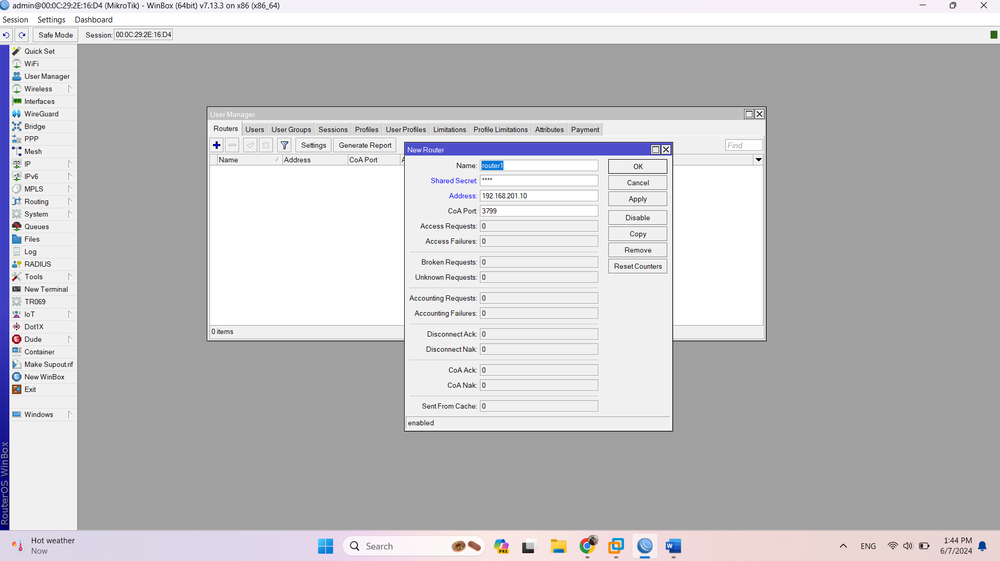 admin@00:0C:29:2E:16:D4 (MikroTik) - WinBox (64bit) v7.13.3 on x86 (x86_64)
Session Settings Dashboard
Safe Mode Session: 00:0C:29:2E:16:D4
Quick Set
WiFi
User Manager
Wireless
Interfaces
WireGuard
Bridge
PPP
Mesh
IP
IPv6
MPLS
Routing
System
Queues
Files
Log
RADIUS
Tools
New Terminal
TR069
IoT
Dot1X
Dude
Container
Make Supout.rif
New WinBox
Exit
Windows
RouterOS WinBox
User Manager
Routers Users User Groups Sessions Profiles User Profiles Limitations Profile Limitations Attributes Payment
Settings Generate Report Find
Name Address CoA Port
0 items
New Router
Name: router1
Shared Secret: ****
Address: 192.168.201.10
CoA Port: 3799
Access Requests: 0
Access Failures: 0
Broken Requests: 0
Unknown Requests: 0
Accounting Requests: 0
Accounting Failures: 0
Disconnect Ack: 0
Disconnect Nak: 0
CoA Ack: 0
CoA Nak: 0
Sent From Cache: 0
enabled
OK
Cancel
Apply
Disable
Copy
Remove
Reset Counters
Hot weather
Now
Search
PRE
ENG
1:44 PM
6/7/2024